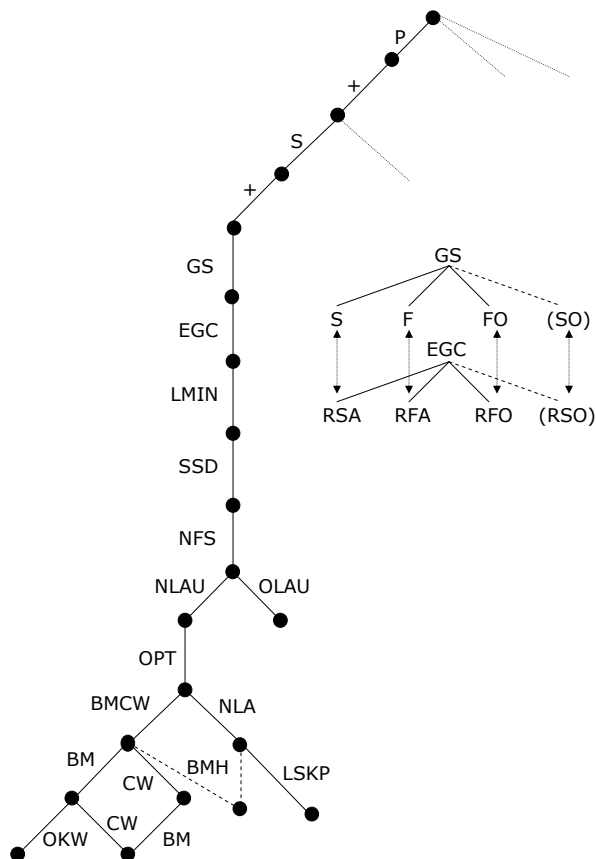 P
+
S
+
GS
EGC
LMIN
SSD
NFS
NLAU OLAU
OPT
BMCW NLA
BM CW BMH LSKP
OKW CW BM
GS
S F FO (SO)
EGC
RSA RFA RFO (RSO)